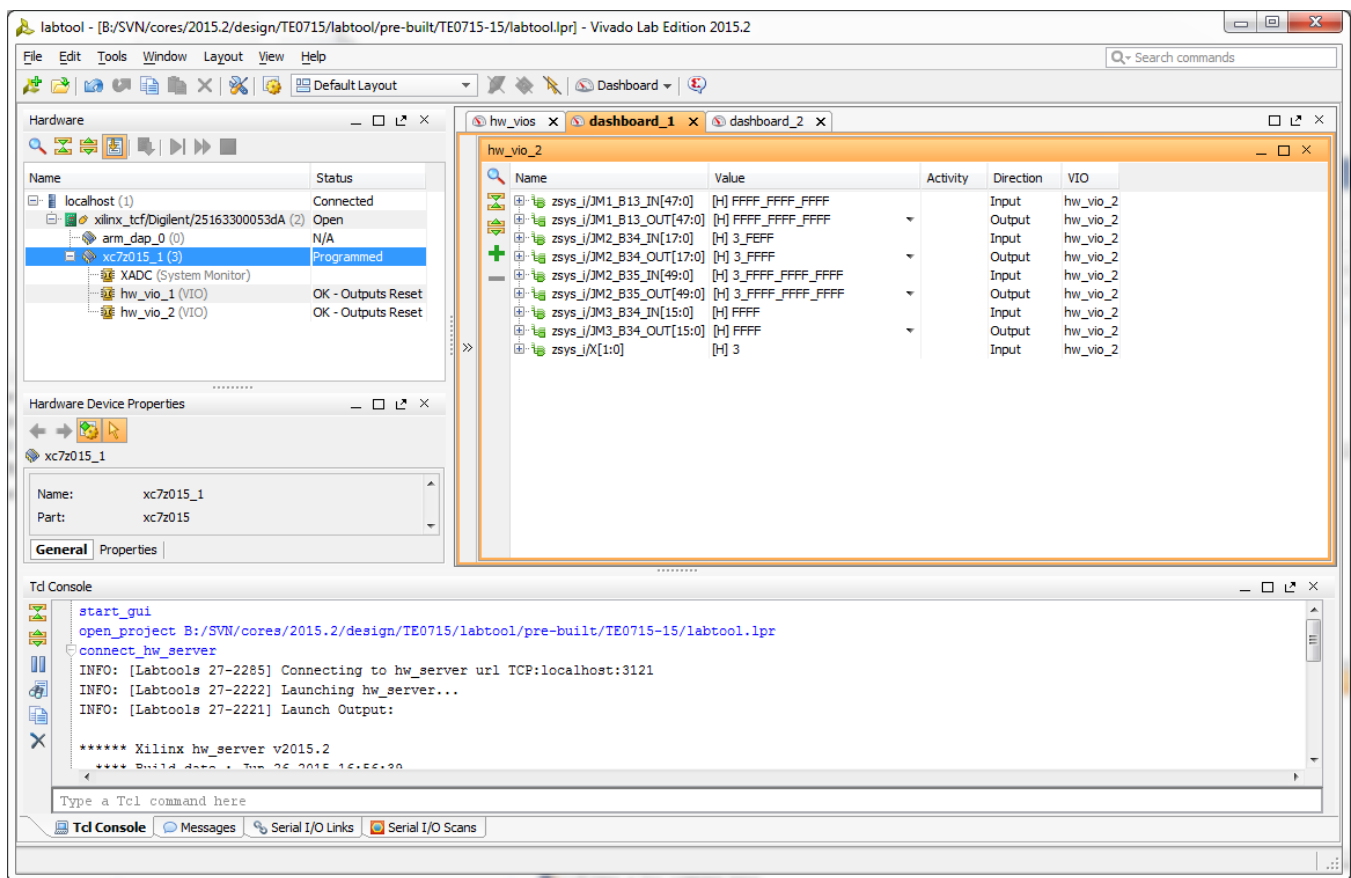 labtool - [B:/SVN/cores/2015.2/design/TE0715/labtool/pre-built/TE0715-15/labtool.lpr] - Vivado Lab Edition 2015.2
File Edit Tools Window Layout View Help
Search commands
Default Layout
Dashboard
Hardware
Name Status
localhost (1) Connected
xilinx_tcf/Digilent/25163300053dA (2) Open
arm_dap_0 (0) N/A
xc7z015_1 (3) Programmed
XADC (System Monitor)
hw_vio_1 (VIO) OK - Outputs Reset
hw_vio_2 (VIO) OK - Outputs Reset
Hardware Device Properties
xc7z015_1
Name: xc7z015_1
Part: xc7z015
General Properties
hw_vios dashboard_1 dashboard_2
hw_vio_2
Name Value Activity Direction VIO
zsys_i/JM1_B13_IN[47:0] [H] FFFF_FFFF_FFFF Input hw_vio_2
zsys_i/JM1_B13_OUT[47:0] [H] FFFF_FFFF_FFFF Output hw_vio_2
zsys_i/JM2_B34_IN[17:0] [H] 3_FEFF Input hw_vio_2
zsys_i/JM2_B34_OUT[17:0] [H] 3_FFFF Output hw_vio_2
zsys_i/JM2_B35_IN[49:0] [H] 3_FFFF_FFFF_FFFF Input hw_vio_2
zsys_i/JM2_B35_OUT[49:0] [H] 3_FFFF_FFFF_FFFF Output hw_vio_2
zsys_i/JM3_B34_IN[15:0] [H] FFFF Input hw_vio_2
zsys_i/JM3_B34_OUT[15:0] [H] FFFF Output hw_vio_2
zsys_i/X[1:0] [H] 3 Input hw_vio_2
Tcl Console
start_gui
open_project B:/SVN/cores/2015.2/design/TE0715/labtool/pre-built/TE0715-15/labtool.lpr
connect_hw_server
INFO: [Labtools 27-2285] Connecting to hw_server url TCP:localhost:3121
INFO: [Labtools 27-2222] Launching hw_server...
INFO: [Labtools 27-2221] Launch Output:
****** Xilinx hw_server v2015.2
**** Build date : Jun 26 2015-16:56:39
Type a Tcl command here
Tcl Console Messages Serial I/O Links Serial I/O Scans